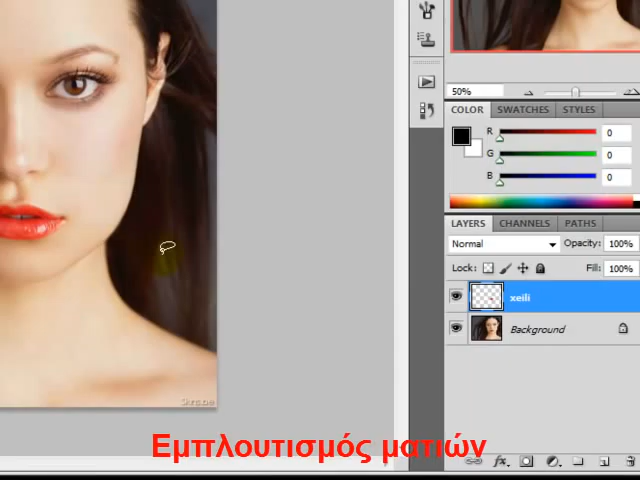 50%
COLOR SWATCHES STYLES
R 0
G 0
B 0
LAYERS CHANNELS PATHS
Normal Opacity: 100%
Lock: Fill: 100%
xeili
Background
Εμπλουτισμός ματιών
fx